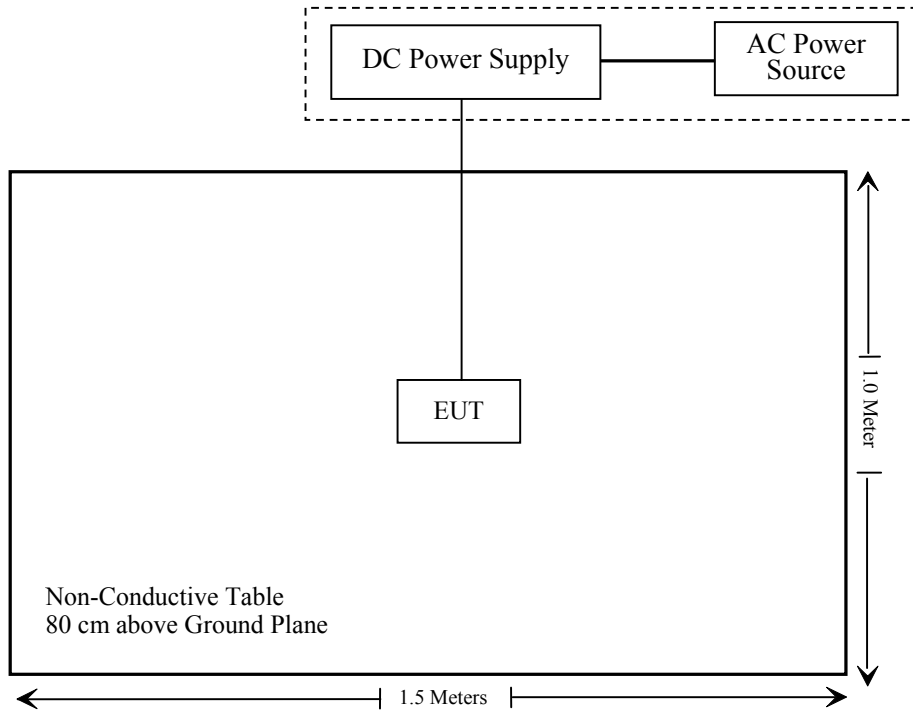 DC Power Supply
AC Power
Source
EUT
1.0 Meter
Non-Conductive Table
80 cm above Ground Plane
1.5 Meters